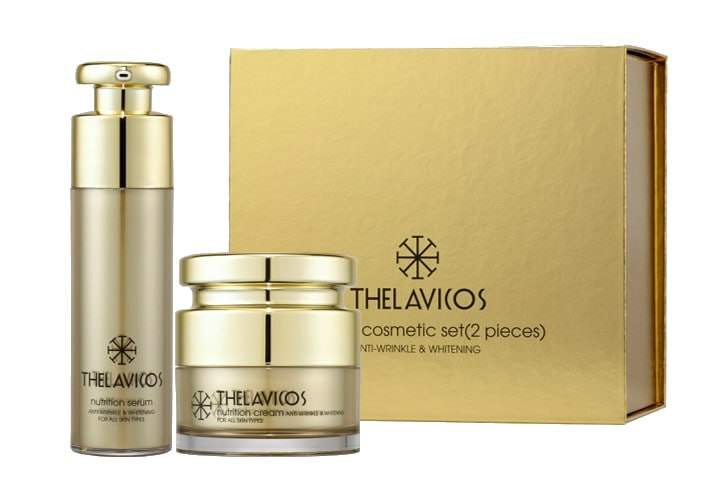 THELAVICOS
cosmetic set(2 pieces)
NTI-WRINKLE & WHITENING
THELAVICOS
nutrition serum
ANTI-WRINKLE & WHITENING
FOR ALL SKIN TYPES
THELAVICOS
nutrition cream ANTI-WRINKLE & WHITENING
FOR ALL SKIN TYPES